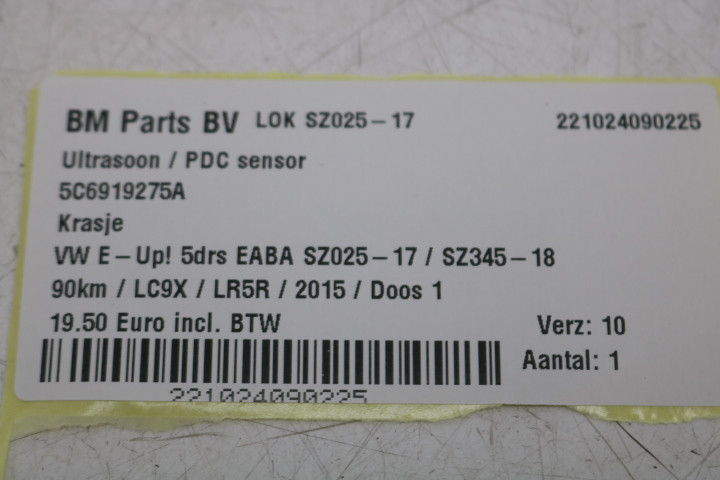 BM Parts BV LOK SZ025-17 221024090225
Ultrasoon / PDC sensor
5C6919275A
Krasje
VW E-Up! 5drs EABA SZ025-17 / SZ345-18
90km / LC9X / LR5R / 2015 / Doos 1
19.50 Euro incl. BTW Verz: 10
Aantal: 1
221024090225